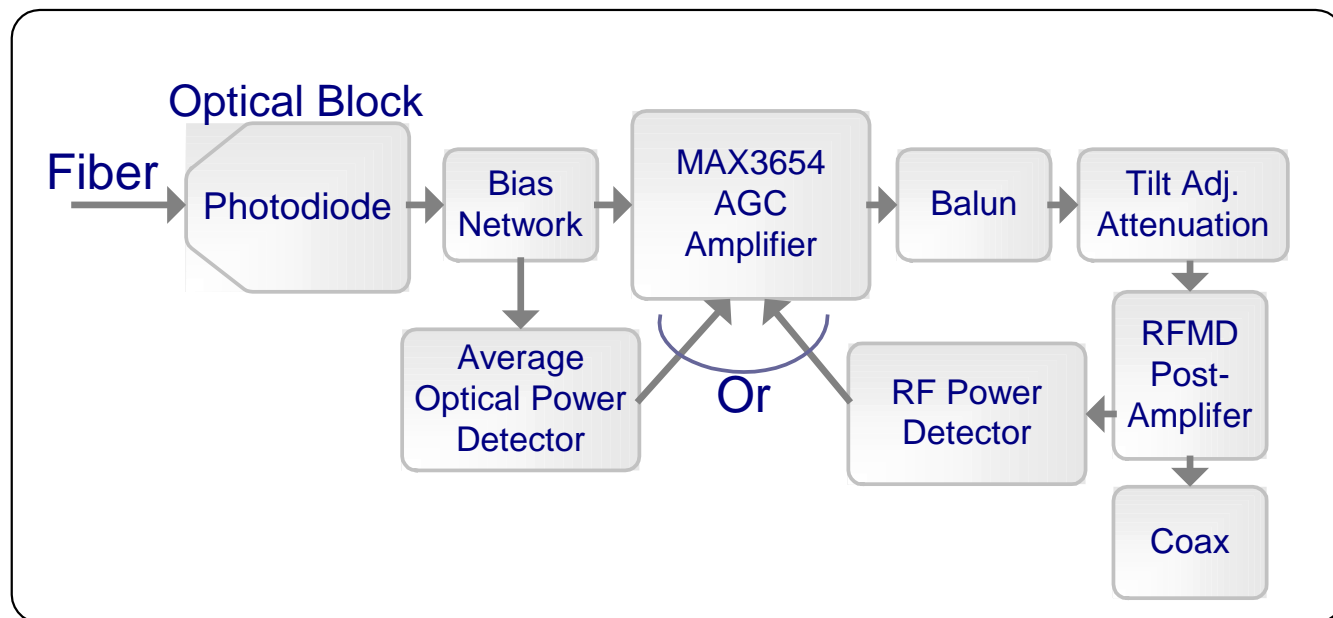 Optical Block
Fiber
Photodiode
Bias
Network
MAX3654
AGC
Amplifier
Balun
Tilt Adj.
Attenuation
Average
Optical Power
Detector
Or
RF Power
Detector
RFMD
Post-
Amplifer
Coax